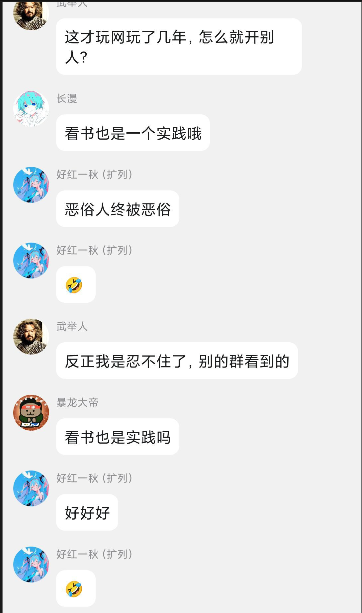 武举人
这才玩网玩了几年，怎么就开别
人？
长漫
看书也是一个实践哦
好红一秋（扩列）
恶俗人终被恶俗
好红一秋（扩列）
🤣
武举人
反正我是忍不住了，别的群看到的
暴龙大帝
看书也是实践吗
好红一秋（扩列）
好好好
好红一秋（扩列）
🤣